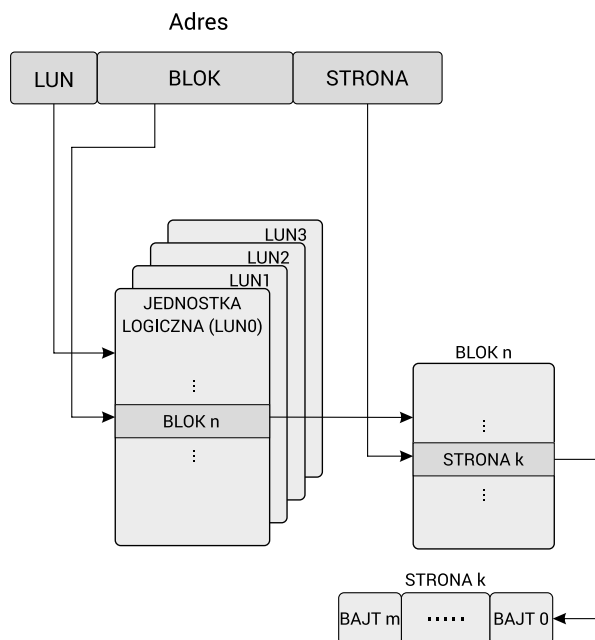 Adres
LUN BLOK STRONA
LUN3
LUN2
LUN1
JEDNOSTKA
LOGICZNA (LUN0)
⋮
BLOK n
⋮
BLOK n
⋮
STRONA k
⋮
STRONA k
BAJT m ····· BAJT 0